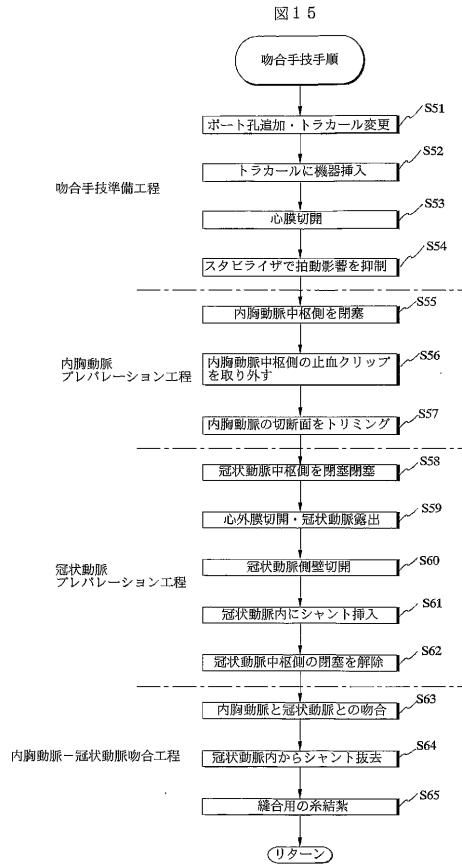 図15
吻合手技手順
S51
ポート孔追加・トラカール変更
S52
トラカールに機器挿入
吻合手技準備工程
S53
心膜切開
S54
スタビライザで拍動影響を抑制
S55
内胸動脈中枢側を閉塞
S56
内胸動脈中枢側の止血クリップ
を取り外す
内胸動脈
プレパレーション工程
S57
内胸動脈の切断面をトリミング
S58
冠状動脈中枢側を閉塞閉塞
S59
心外膜切開・冠状動脈露出
S60
冠状動脈側壁切開
冠状動脈
プレパレーション工程
S61
冠状動脈内にシャント挿入
S62
冠状動脈中枢側の閉塞を解除
S63
内胸動脈と冠状動脈との吻合
S64
冠状動脈内からシャント抜去
内胸動脈−冠状動脈吻合工程
S65
縫合用の糸結紮
リターン